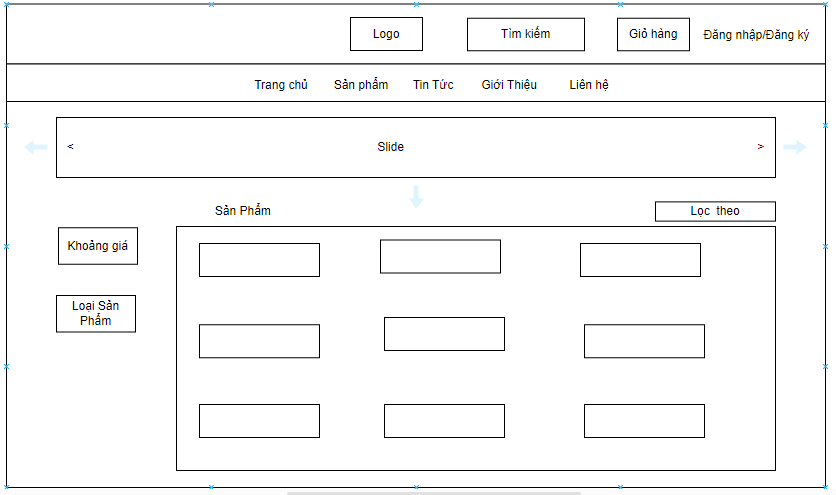 Logo
Tìm kiếm
Giỏ hàng
Đăng nhập/Đăng ký
Trang chủ
Sản phẩm
Tin Tức
Giới Thiệu
Liên hệ
<
Slide
>
Sản Phẩm
Lọc theo
Khoảng giá
Loại Sản
Phẩm